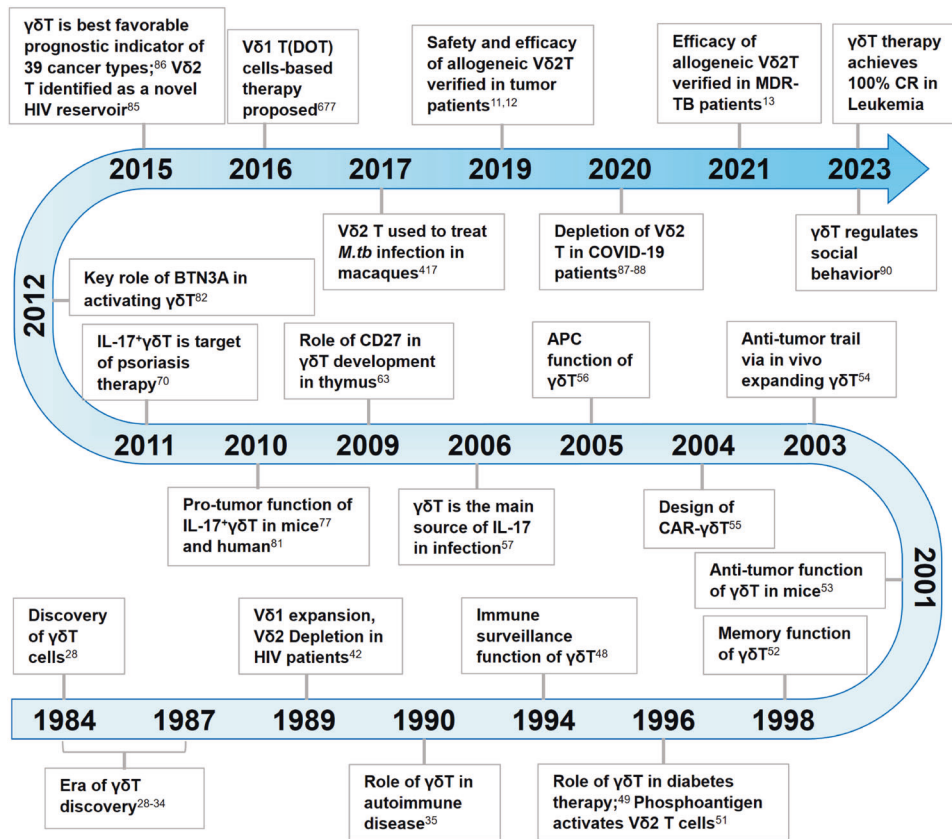 γδT is best favorable
prognostic indicator of
39 cancer types;86 Vδ2
T identified as a novel
HIV reservoir85
Vδ1 T(DOT)
cells-based
therapy
proposed677
Safety and efficacy
of allogeneic Vδ2T
verified in tumor
patients11,12
Efficacy of
allogeneic Vδ2T
verified in MDR-
TB patients13
γδT therapy
achieves
100% CR in
Leukemia
2015
2016
2017
2019
2020
2021
2023
Vδ2 T used to treat
M.tb infection in
macaques417
Depletion of Vδ2
T in COVID-19
patients87-88
γδT regulates
social
behavior90
2012
Key role of BTN3A in
activating γδT82
IL-17+γδT is target
of psoriasis
therapy70
Role of CD27 in
γδT development
in thymus63
APC
function of
γδT56
Anti-tumor trail
via in vivo
expanding γδT54
2011
2010
2009
2006
2005
2004
2003
Pro-tumor function of
IL-17+γδT in mice77
and human81
γδT is the main
source of IL-17
in infection57
Design of
CAR-γδT55
2001
Anti-tumor function
of γδT in mice53
Discovery
of γδT
cells28
Vδ1 expansion,
Vδ2 Depletion in
HIV patients42
Immune
surveillance
function of γδT48
Memory function
of γδT52
1984
1987
1989
1990
1994
1996
1998
Era of γδT
discovery28-34
Role of γδT in
autoimmune
disease35
Role of γδT in diabetes
therapy;49 Phosphoantigen
activates Vδ2 T cells51